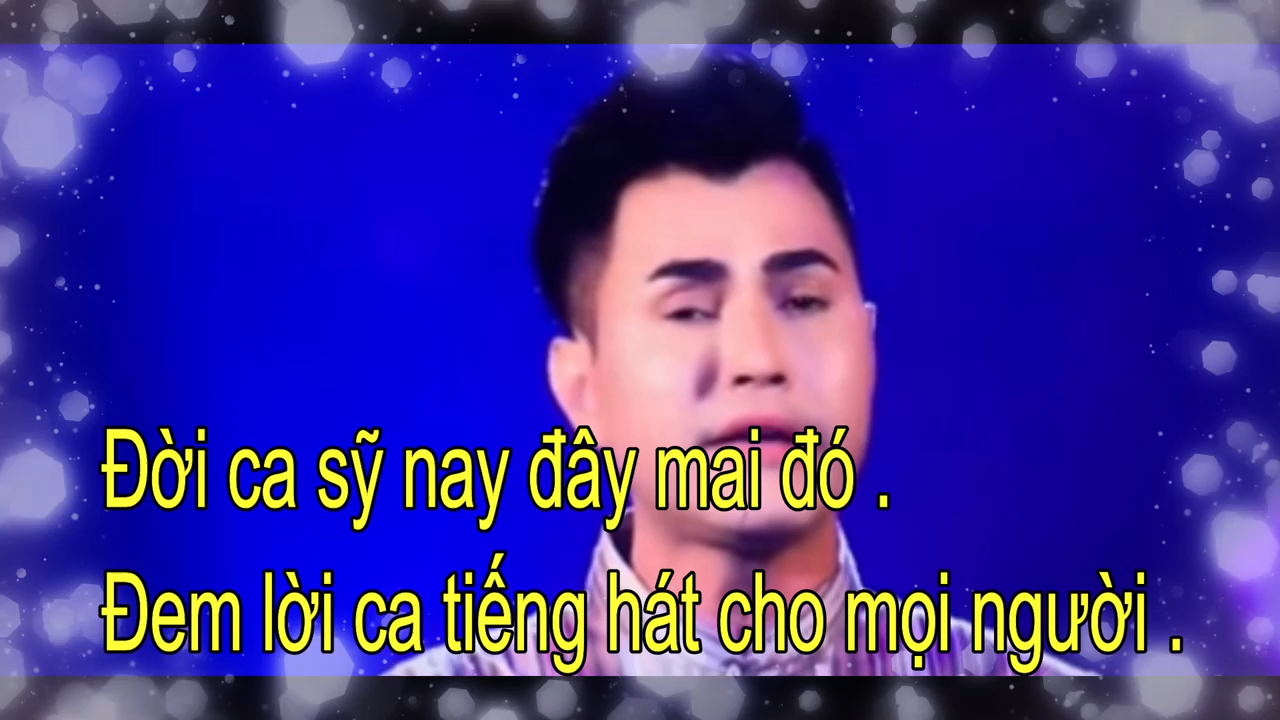 Đời ca sỹ nay đây mai đó .
Đem lời ca tiếng hát cho mọi người .